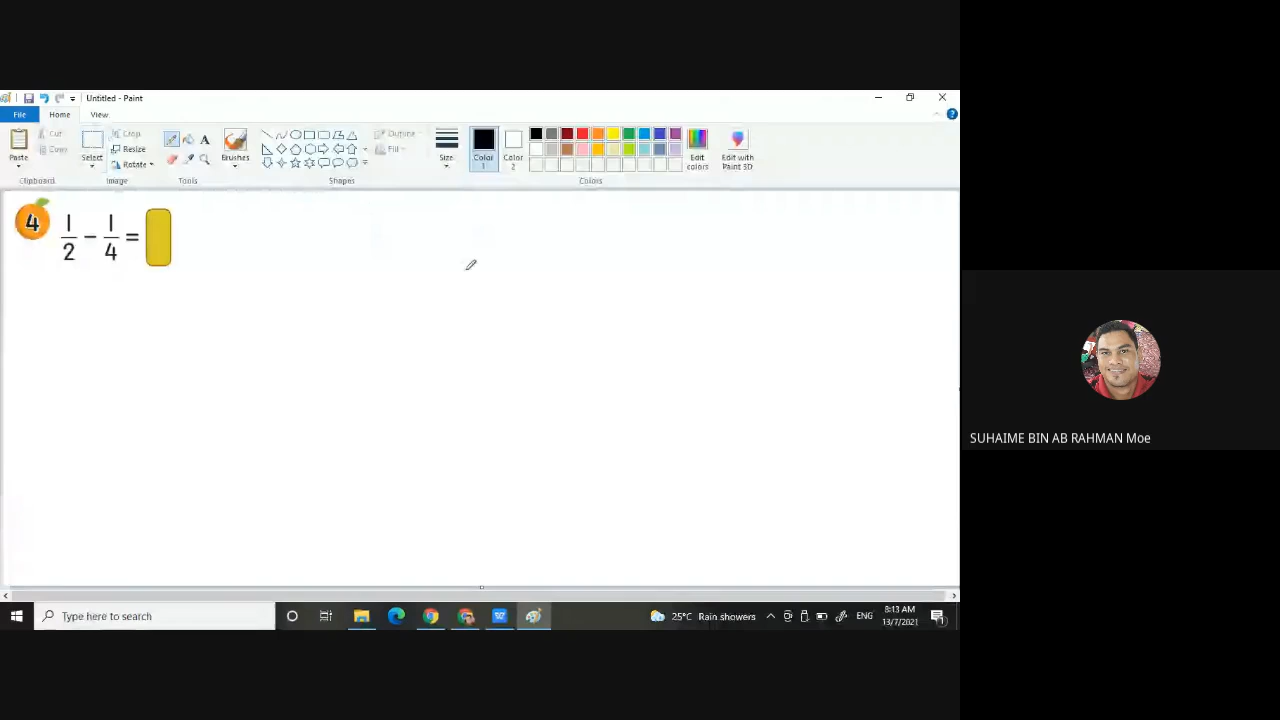 Untitled - Paint
File Home View
Paste
Cut
Copy
Clipboard
Select
Crop
Resize
Rotate
Image
Tools
Brushes
Shapes
Outline
Fill
Size
Color 1
Color 2
Colors
Edit colors
Edit with Paint 3D
4 1/2 - 1/4 =
SUHAIME BIN AB RAHMAN Moe
Type here to search
25°C Rain showers
ENG
8:13 AM
13/7/2021
1